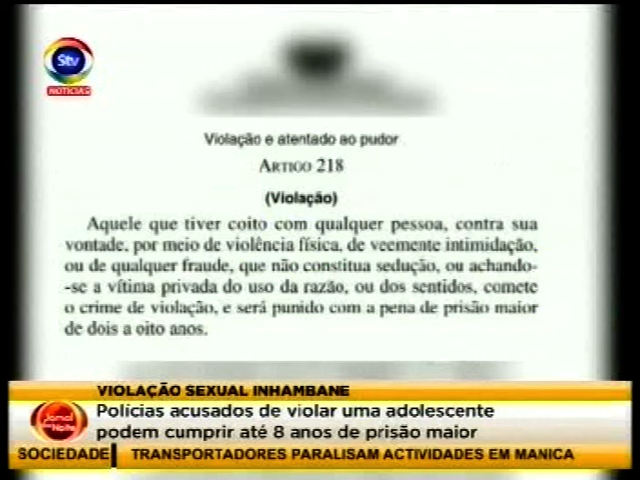 Stv
NOTÍCIAS
Violação e atentado ao pudor
ARTIGO 218
(Violação)
Aquele que tiver coito com qualquer pessoa, contra sua
vontade, por meio de violência física, de veemente intimidação,
ou de qualquer fraude, que não constitua sedução, ou achando-
-se a vítima privada do uso da razão, ou dos sentidos, comete
o crime de violação, e será punido com a pena de prisão maior
de dois a oito anos.
VIOLAÇÃO SEXUAL INHAMBANE
Jornal da Noite
Polícias acusados de violar uma adolescente
podem cumprir até 8 anos de prisão maior
SOCIEDADE
TRANSPORTADORES PARALISAM ACTIVIDADES EM MANICA